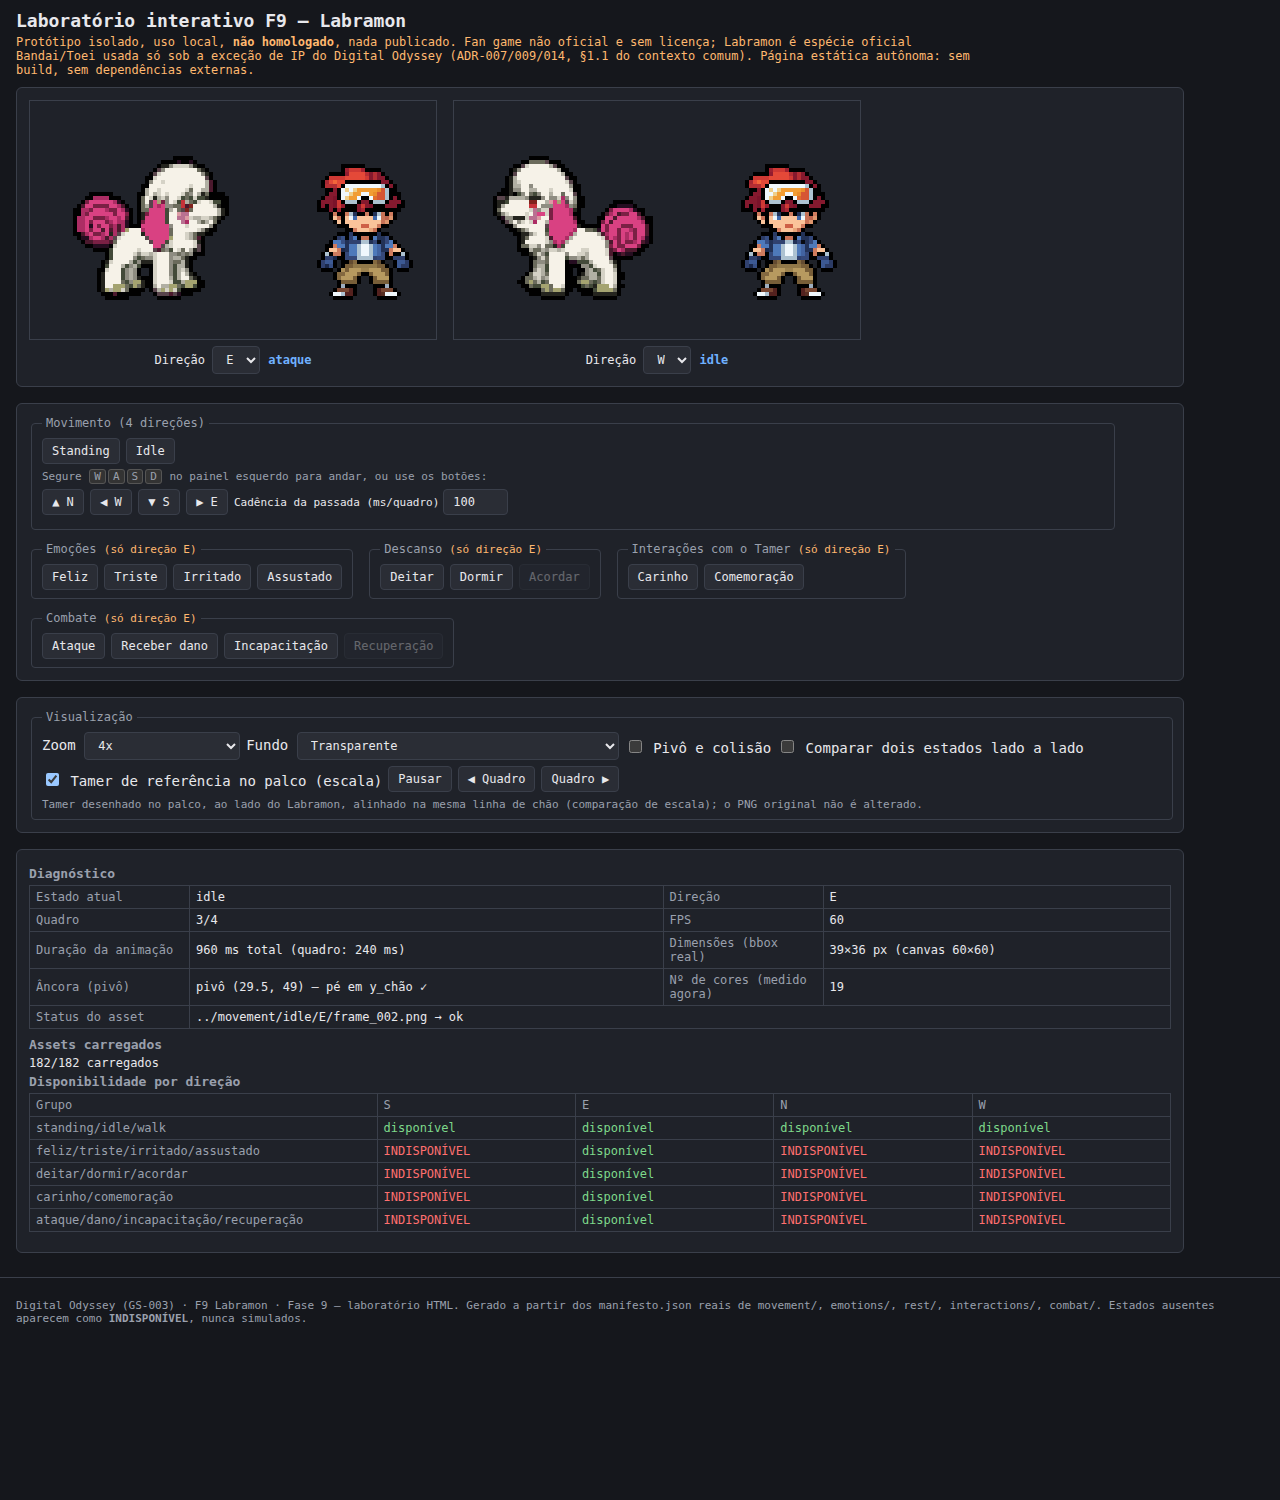 Laboratório interativo F9 — Labramon
Protótipo isolado, uso local, não homologado, nada publicado. Fan game não oficial e sem licença; Labramon é espécie oficial
Bandai/Toei usada só sob a exceção de IP do Digital Odyssey (ADR-007/009/014, §1.1 do contexto comum). Página estática autônoma: sem
build, sem dependências externas.
Direção E ataque
Direção W idle
Movimento (4 direções)
Standing Idle
Segure W A S D no painel esquerdo para andar, ou use os botões:
▲ N ◀ W ▼ S ▶ E Cadência da passada (ms/quadro) 100
Emoções (só direção E)
Feliz Triste Irritado Assustado
Descanso (só direção E)
Deitar Dormir Acordar
Interações com o Tamer (só direção E)
Carinho Comemoração
Combate (só direção E)
Ataque Receber dano Incapacitação Recuperação
Visualização
Zoom 4x Fundo Transparente Pivô e colisão Comparar dois estados lado a lado
Tamer de referência no palco (escala) Pausar ◀ Quadro Quadro ▶
Tamer desenhado no palco, ao lado do Labramon, alinhado na mesma linha de chão (comparação de escala); o PNG original não é alterado.
Diagnóstico
Estado atual idle Direção E
Quadro 3/4 FPS 60
Duração da animação 960 ms total (quadro: 240 ms) Dimensões (bbox real) 39×36 px (canvas 60×60)
Âncora (pivô) pivô (29.5, 49) — pé em y_chão ✓ Nº de cores (medido agora) 19
Status do asset ../movement/idle/E/frame_002.png → ok
Assets carregados
182/182 carregados
Disponibilidade por direção
Grupo S E N W
standing/idle/walk disponível disponível disponível disponível
feliz/triste/irritado/assustado INDISPONÍVEL disponível INDISPONÍVEL INDISPONÍVEL
deitar/dormir/acordar INDISPONÍVEL disponível INDISPONÍVEL INDISPONÍVEL
carinho/comemoração INDISPONÍVEL disponível INDISPONÍVEL INDISPONÍVEL
ataque/dano/incapacitação/recuperação INDISPONÍVEL disponível INDISPONÍVEL INDISPONÍVEL
Digital Odyssey (GS-003) · F9 Labramon · Fase 9 — laboratório HTML. Gerado a partir dos manifesto.json reais de movement/, emotions/, rest/, interactions/, combat/. Estados ausentes
aparecem como INDISPONÍVEL, nunca simulados.